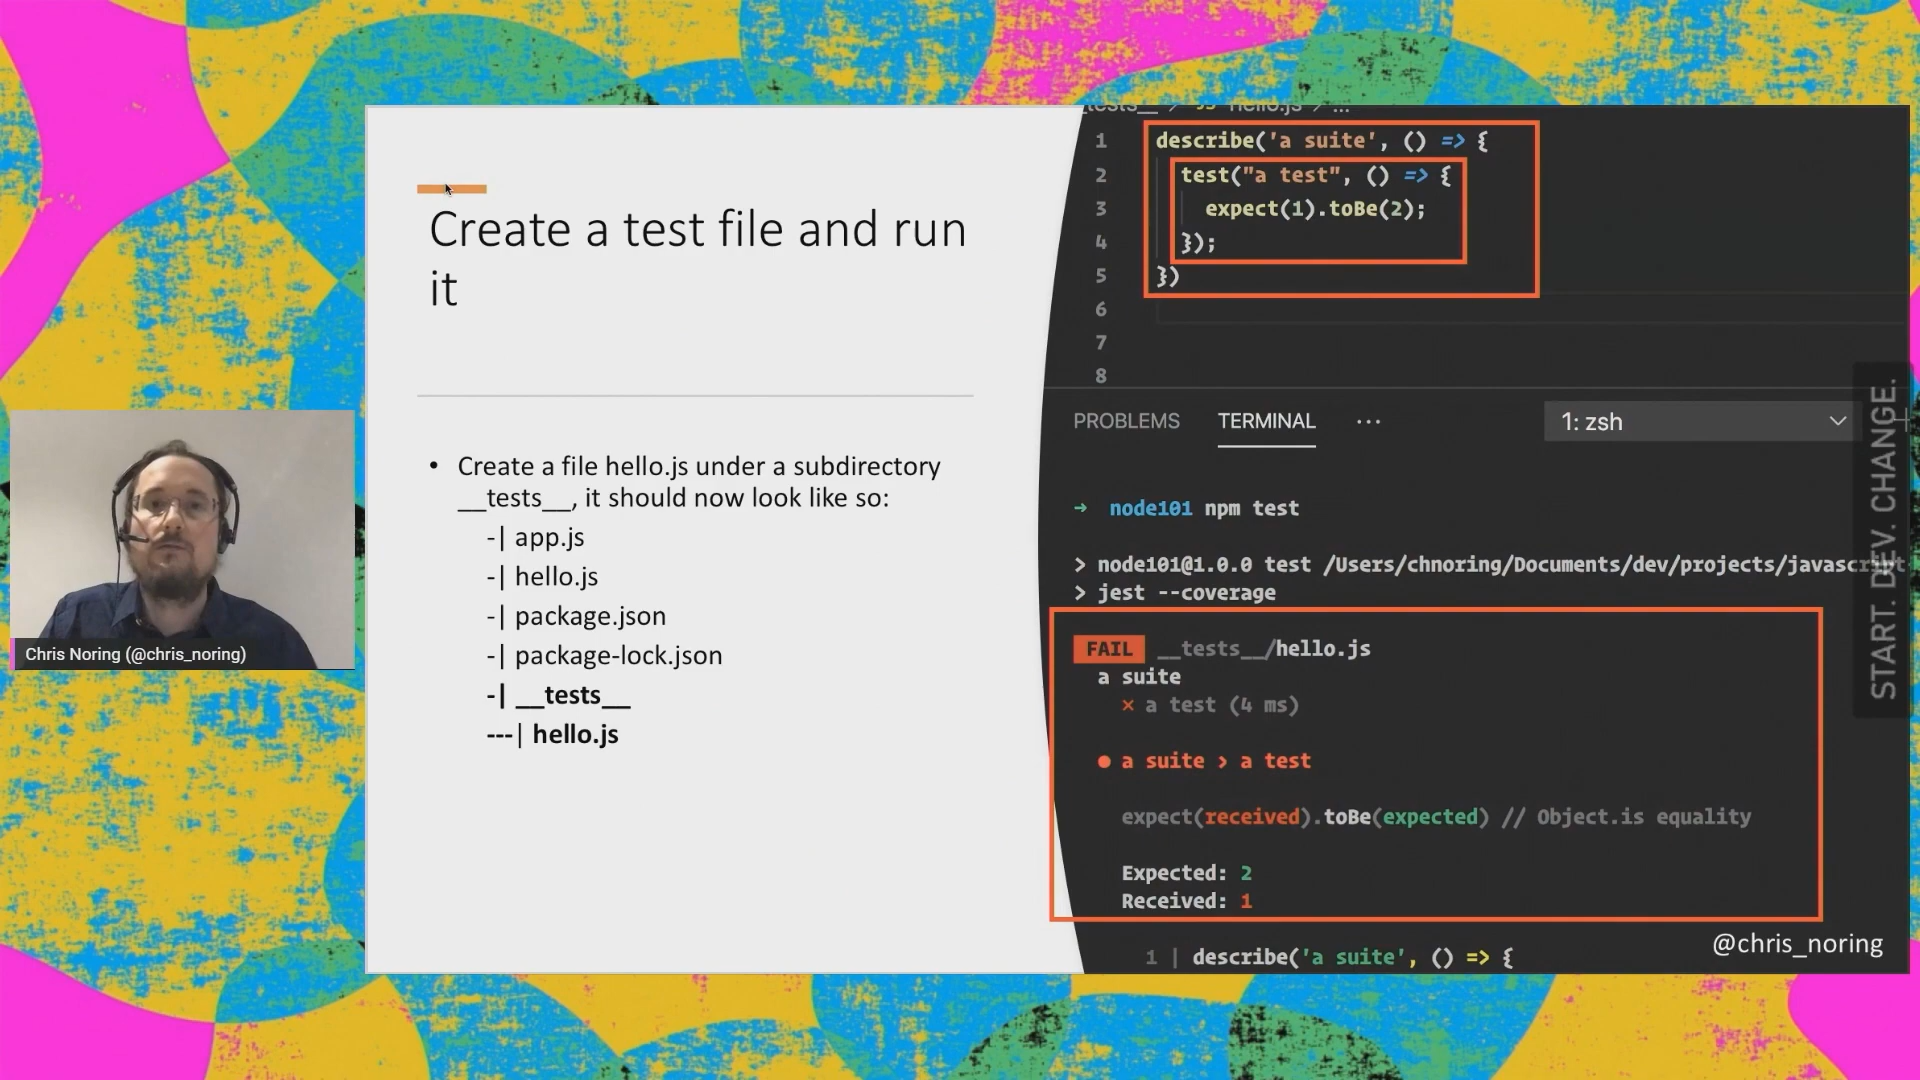 Create a test file and run
it
• Create a file hello.js under a subdirectory
__tests__, it should now look like so:
-| app.js
-| hello.js
-| package.json
-| package-lock.json
-| __tests__
---| hello.js
Chris Noring (@chris_noring)
__tests__ > JS hello.js > ...
1 describe('a suite', () => {
2 test("a test", () => {
3 expect(1).toBe(2);
4 });
5 })
6
7
8
PROBLEMS TERMINAL ··· 1: zsh
→ node101 npm test
> node101@1.0.0 test /Users/chnoring/Documents/dev/projects/javascript
> jest --coverage
FAIL __tests__/hello.js
a suite
× a test (4 ms)
● a suite › a test
expect(received).toBe(expected) // Object.is equality
Expected: 2
Received: 1
1 | describe('a suite', () => {
@chris_noring
START. DEV. CHANGE.